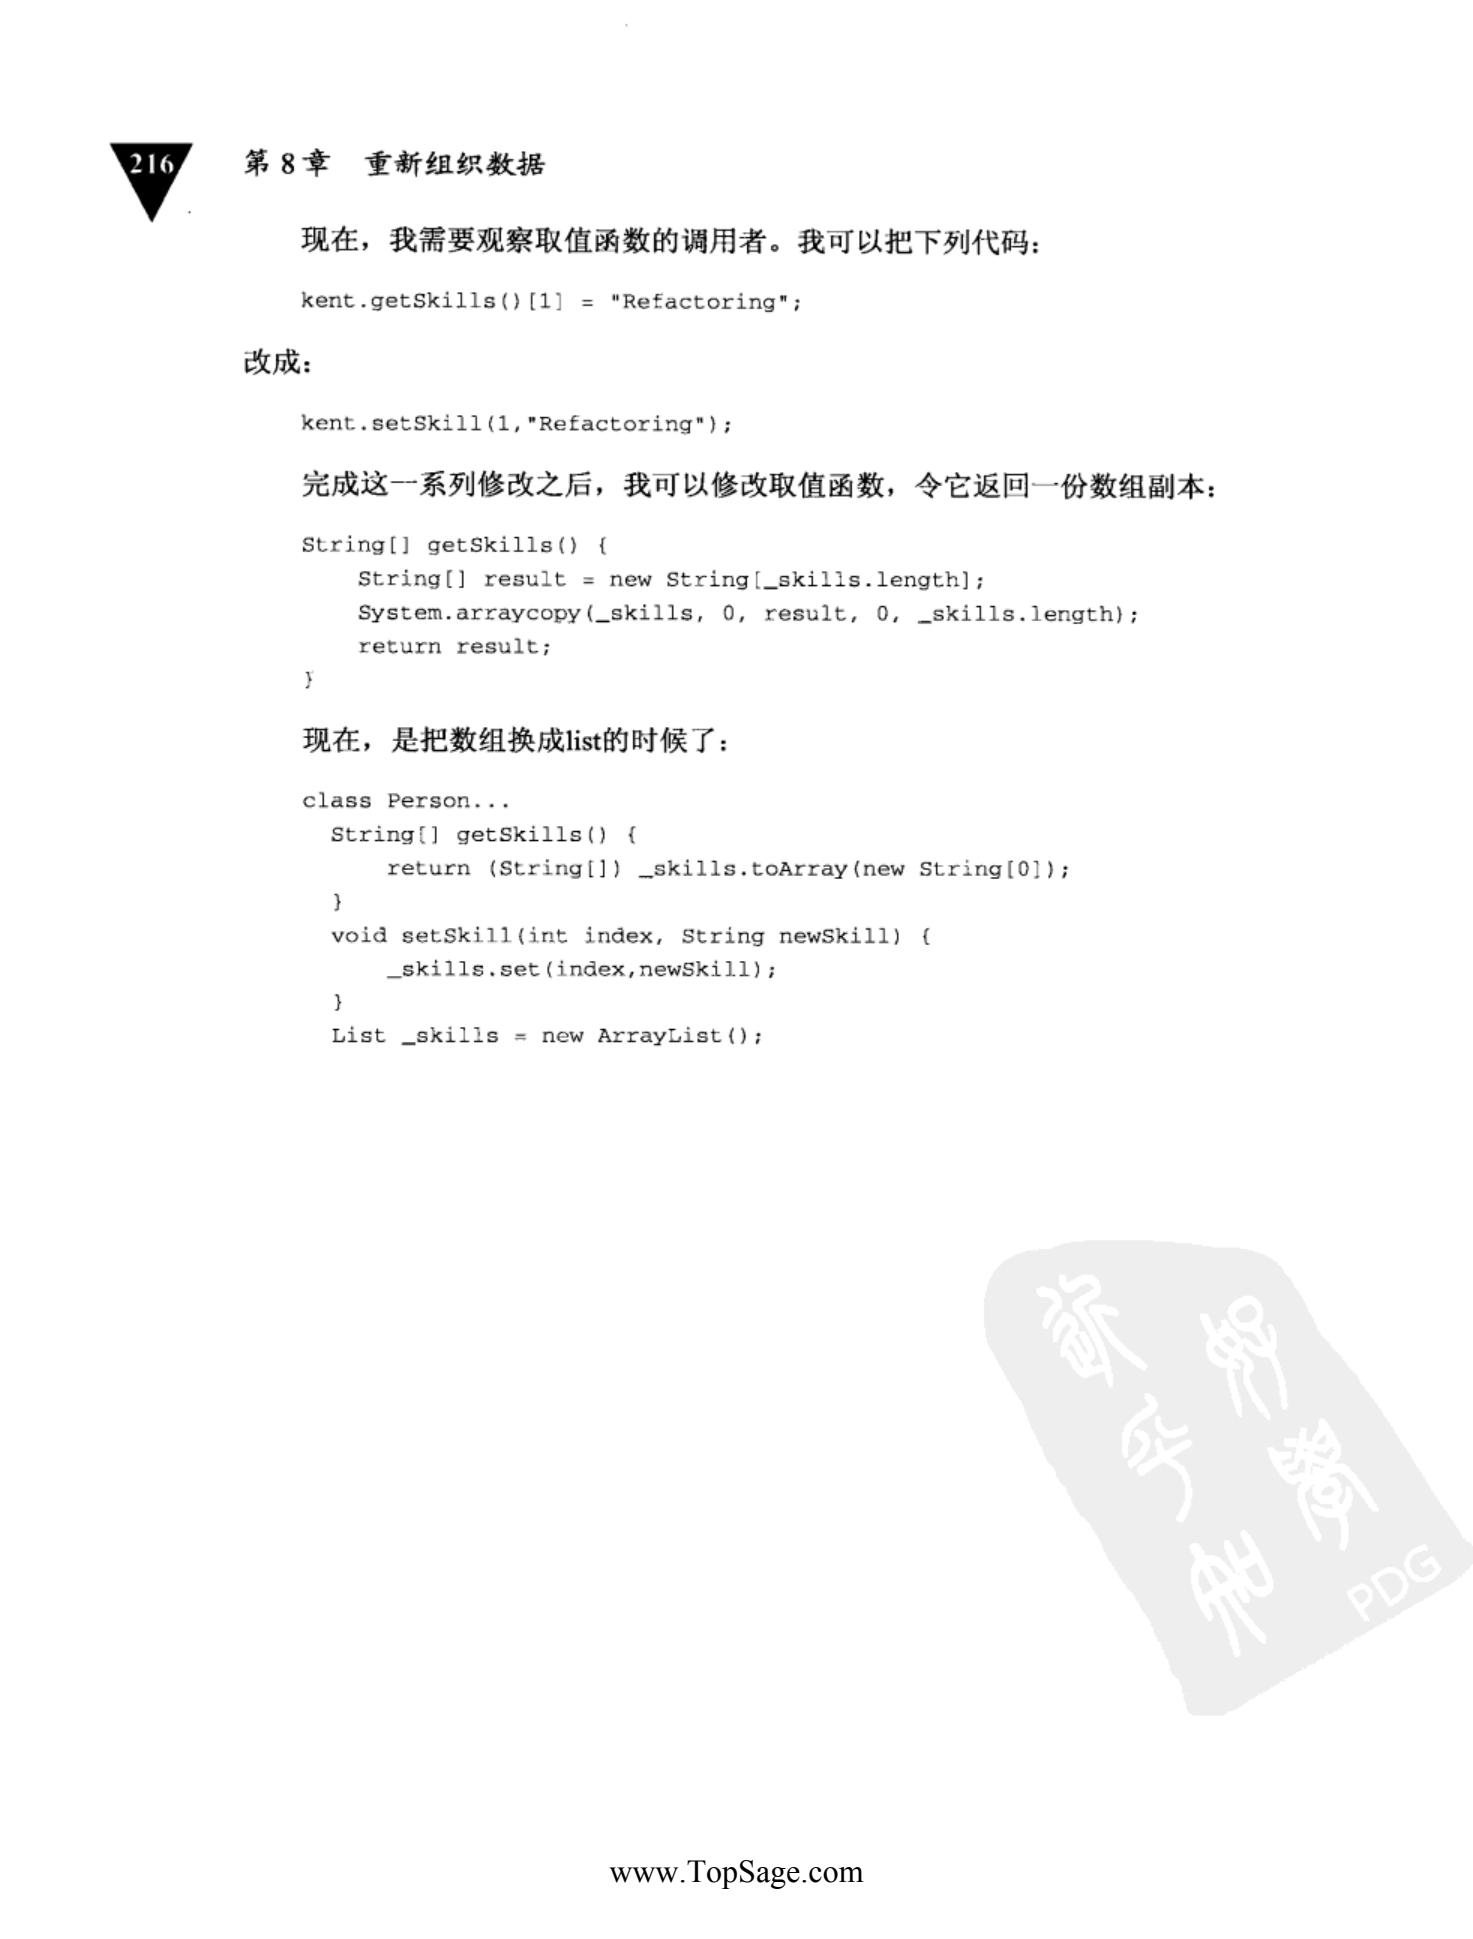 216
第 8 章 重新组织数据
现在，我需要观察取值函数的调用者。我可以把下列代码：
kent.getSkills()[1] = "Refactoring";
改成：
kent.setSkill(1,"Refactoring");
完成这一系列修改之后，我可以修改取值函数，令它返回一份数组副本：
String[] getSkills() {
    String[] result = new String[_skills.length];
    System.arraycopy(_skills, 0, result, 0, _skills.length);
    return result;
}
现在，是把数组换成list的时候了：
class Person...
  String[] getSkills() {
      return (String[]) _skills.toArray(new String[0]);
  }
  void setSkill(int index, String newSkill) {
      _skills.set(index,newSkill);
  }
  List _skills = new ArrayList();
PDG
www.TopSage.com